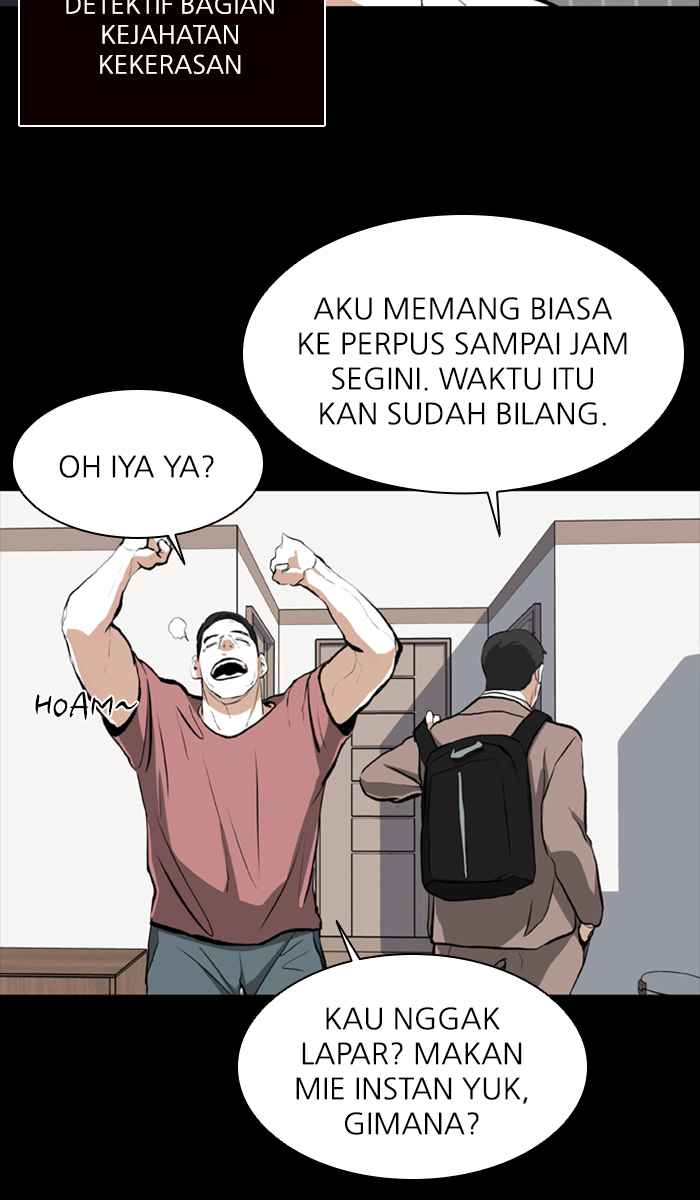 DETEKTIF BAGIAN
KEJAHATAN
KEKERASAN
AKU MEMANG BIASA
KE PERPUS SAMPAI JAM
SEGINI. WAKTU ITU
KAN SUDAH BILANG.
OH IYA YA?
HOAM~
KAU NGGAK
LAPAR? MAKAN
MIE INSTAN YUK,
GIMANA?